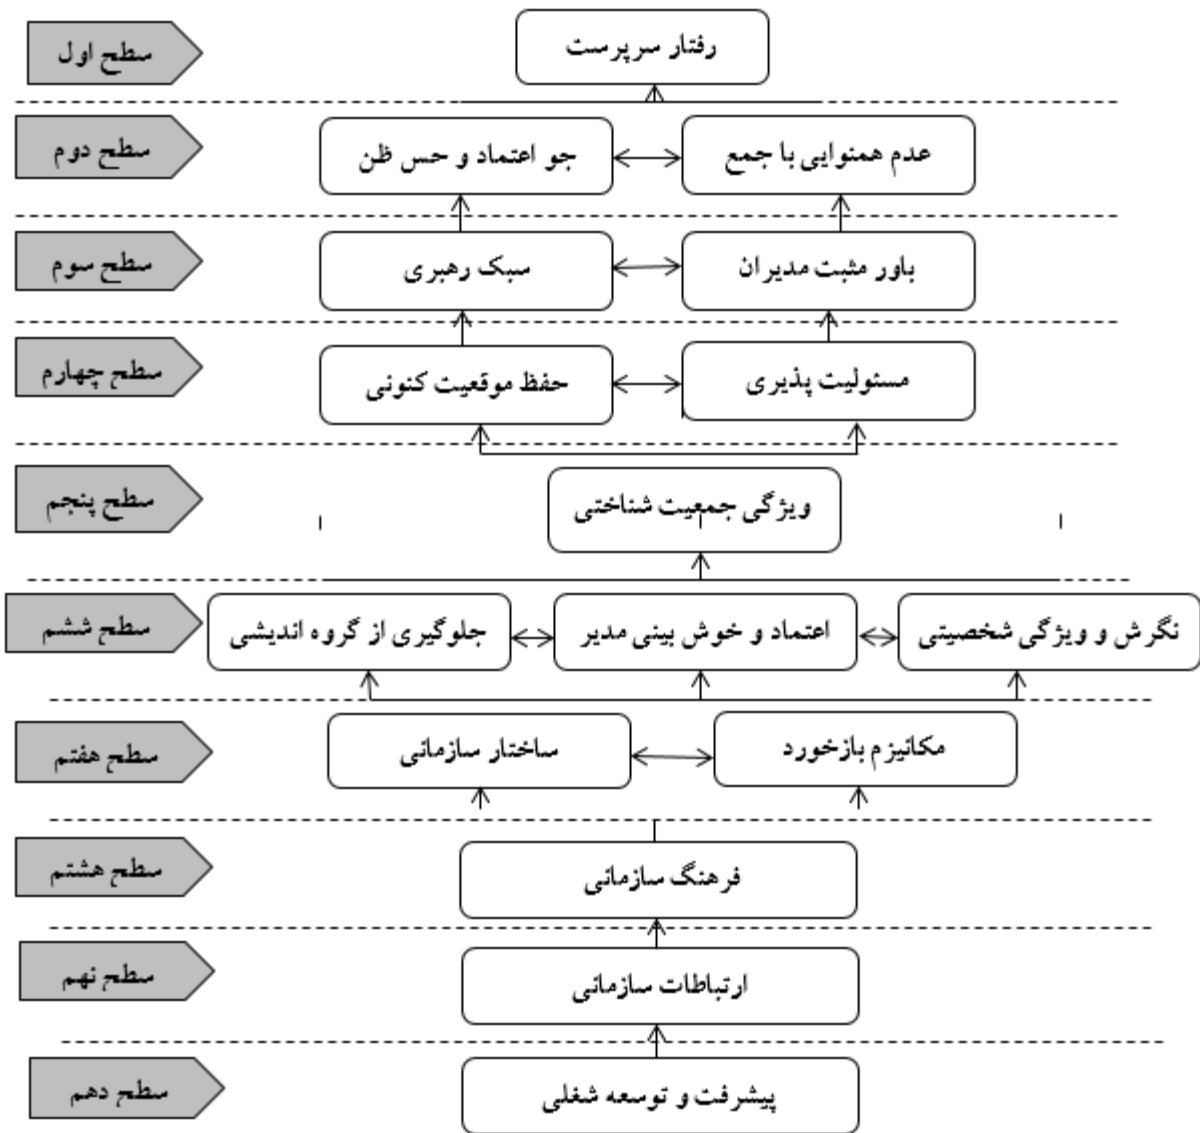 سطح اول
رفتار سرپرست
سطح دوم
عدم همنوایی با جمع
جو اعتماد و حس ظن
سطح سوم
باور مثبت مدیران
سبک رهبری
سطح چهارم
مسئولیت پذیری
حفظ موقعیت کنونی
سطح پنجم
ویژگی جمعیت شناختی
سطح ششم
نگرش و ویژگی شخصیتی
اعتماد و خوش بینی مدیر
جلوگیری از گروه اندیشی
سطح هفتم
مکانیزم بازخورد
ساختار سازمانی
سطح هشتم
فرهنگ سازمانی
سطح نهم
ارتباطات سازمانی
سطح دهم
پیشرفت و توسعه شغلی